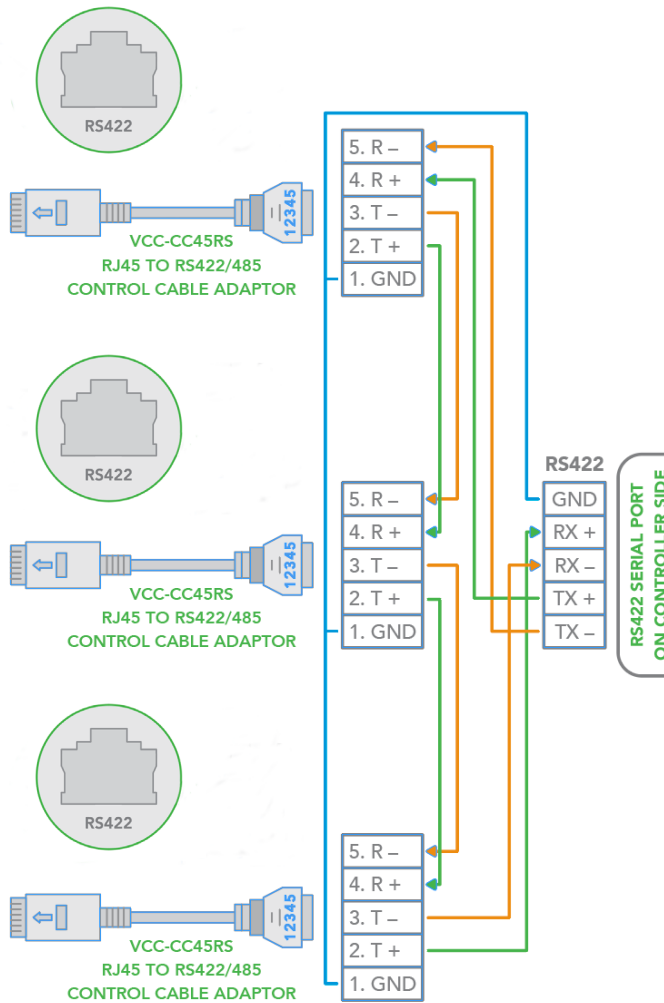 RS422
12345
VCC-CC45RS
RJ45 TO RS422/485
CONTROL CABLE ADAPTOR
5. R –
4. R +
3. T –
2. T +
1. GND
RS422
12345
VCC-CC45RS
RJ45 TO RS422/485
CONTROL CABLE ADAPTOR
5. R –
4. R +
3. T –
2. T +
1. GND
RS422
GND
RX +
RX –
TX +
TX –
RS422 SERIAL PORT
ON CONTROLLER SIDE
RS422
12345
VCC-CC45RS
RJ45 TO RS422/485
CONTROL CABLE ADAPTOR
5. R –
4. R +
3. T –
2. T +
1. GND